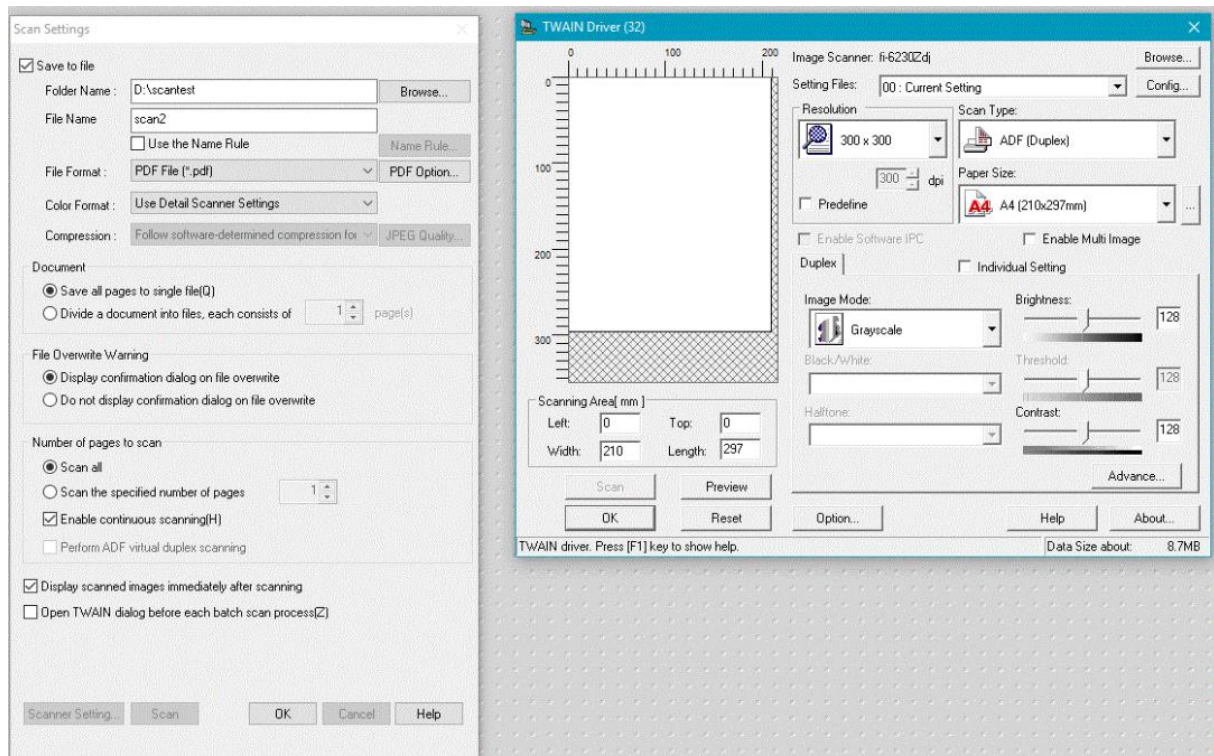 Scan Settings
Save to file
Folder Name :
D:\scantest
Browse...
File Name
scan2
Use the Name Rule
Name Rule...
File Format :
PDF File (*.pdf)
PDF Option...
Color Format :
Use Detail Scanner Settings
Compression :
Follow software-determined compression for
JPEG Quality...
Document
Save all pages to single file(Q)
Divide a document into files, each consists of
1
page(s)
File Overwrite Warning
Display confirmation dialog on file overwrite
Do not display confirmation dialog on file overwrite
Number of pages to scan
Scan all
Scan the specified number of pages
1
Enable continuous scanning(H)
Perform ADF virtual duplex scanning
Display scanned images immediately after scanning
Open TWAIN dialog before each batch scan process(Z)
Scanner Setting...
Scan
OK
Cancel
Help
TWAIN Driver (32)
0
100
200
0
100
200
300
Image Scanner: fi-6230Zdj
Browse...
Setting Files:
00 : Current Setting
Config...
Resolution
300 x 300
300
dpi
Predefine
Scan Type:
ADF (Duplex)
Paper Size:
A4
A4 (210x297mm)
...
Enable Software IPC
Enable Multi Image
Duplex
Individual Setting
Image Mode:
Grayscale
Black/White:
Halftone:
Brightness:
128
Threshold:
128
Contrast:
128
Advance...
Scanning Area[ mm ]
Left:
0
Top:
0
Width:
210
Length:
297
Scan
Preview
OK
Reset
Option...
Help
About...
TWAIN driver. Press [F1] key to show help.
Data Size about:
8.7MB